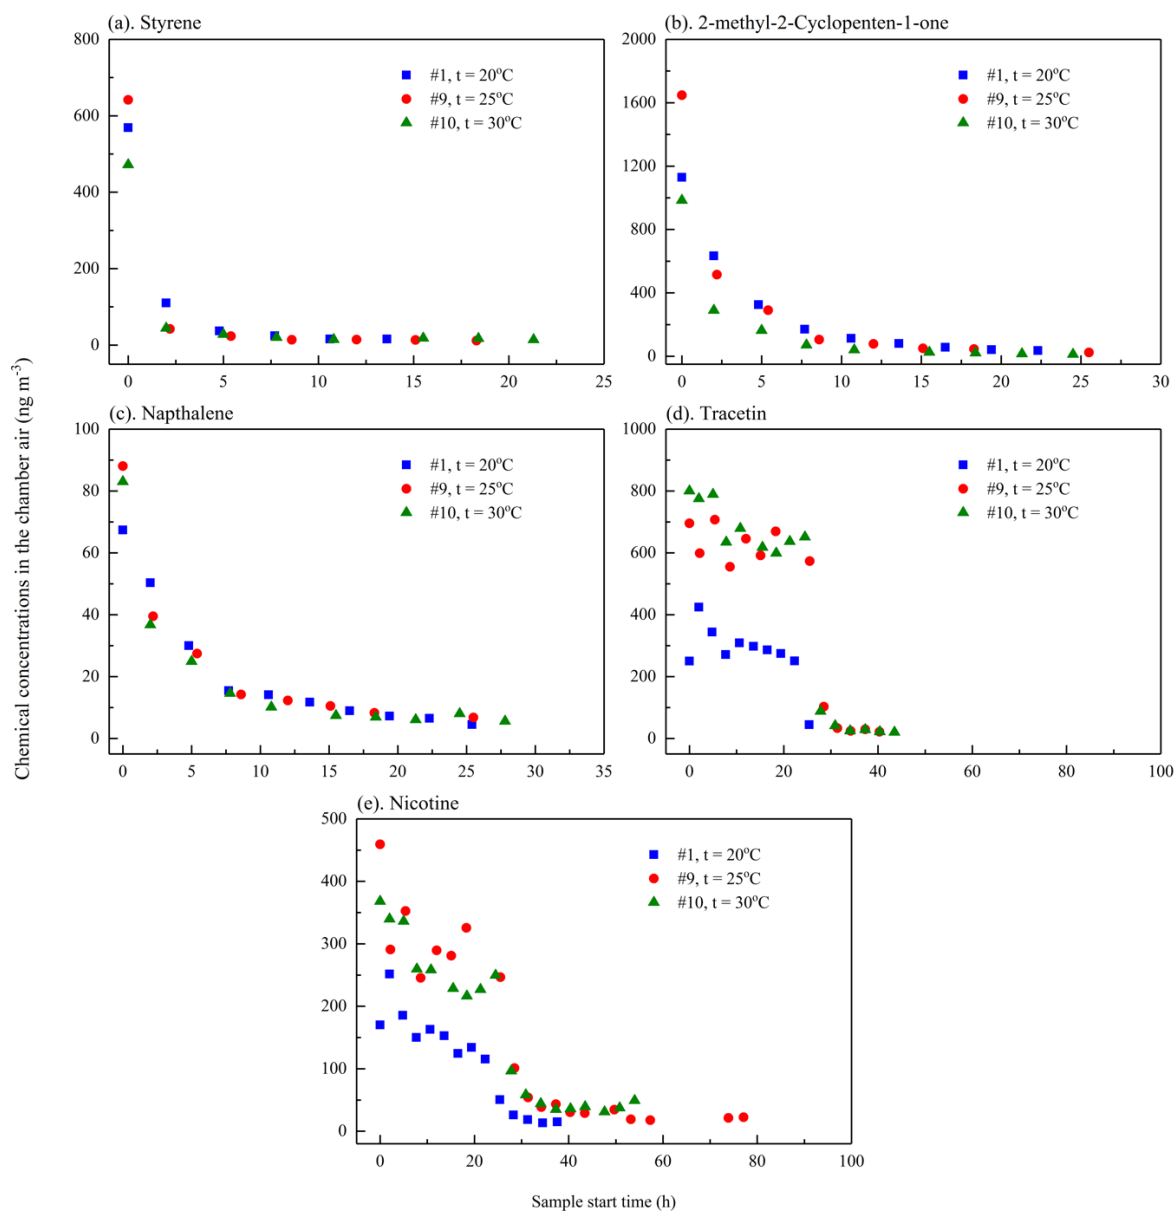 (a). Styrene
800
600
400
200
0
0 5 10 15 20 25
#1, t = 20°C
#9, t = 25°C
#10, t = 30°C
(b). 2-methyl-2-Cyclopenten-1-one
2000
1600
1200
800
400
0
0 5 10 15 20 25 30
#1, t = 20°C
#9, t = 25°C
#10, t = 30°C
(c). Napthalene
100
80
60
40
20
0
0 5 10 15 20 25 30 35
#1, t = 20°C
#9, t = 25°C
#10, t = 30°C
(d). Tracetin
1000
800
600
400
200
0
0 20 40 60 80 100
#1, t = 20°C
#9, t = 25°C
#10, t = 30°C
(e). Nicotine
500
400
300
200
100
0
0 20 40 60 80 100
#1, t = 20°C
#9, t = 25°C
#10, t = 30°C
Chemical concentrations in the chamber air (ng m⁻³)
Sample start time (h)